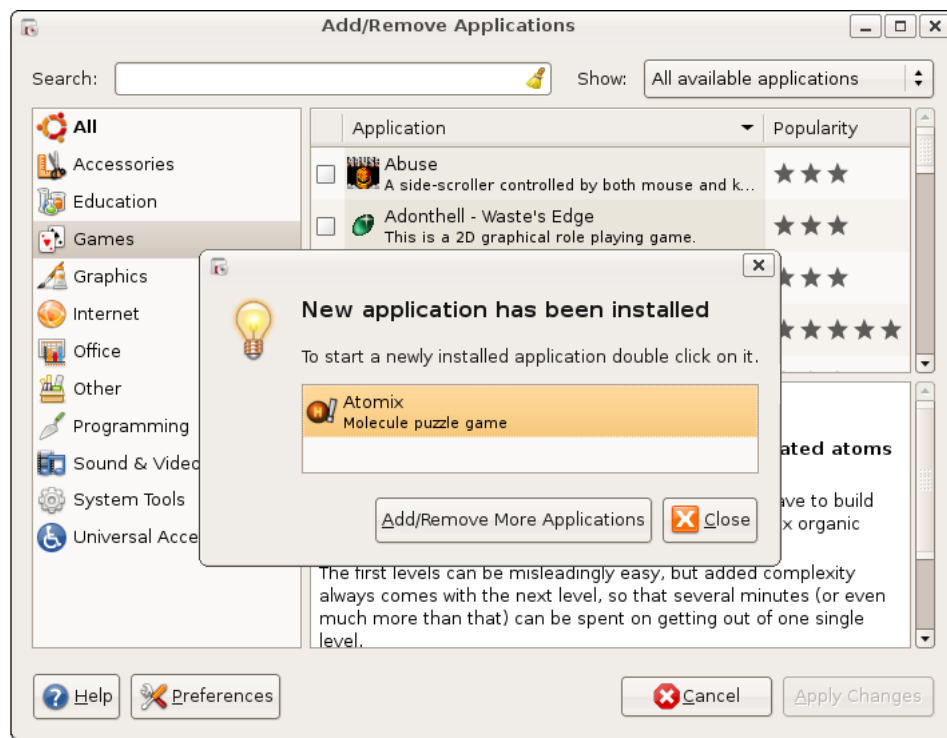 Add/Remove Applications
Search:
Show:
All available applications
All
Accessories
Education
Games
Graphics
Internet
Office
Other
Programming
Sound & Video
System Tools
Universal Acce
Application
Popularity
Abuse
A side-scroller controlled by both mouse and k...
Adonthell - Waste's Edge
This is a 2D graphical role playing game.
New application has been installed
To start a newly installed application double click on it.
Atomix
Molecule puzzle game
Add/Remove More Applications
Close
ated atoms
ave to build
x organic
The first levels can be misleadingly easy, but added complexity
always comes with the next level, so that several minutes (or even
much more than that) can be spent on getting out of one single
level.
Help
Preferences
Cancel
Apply Changes